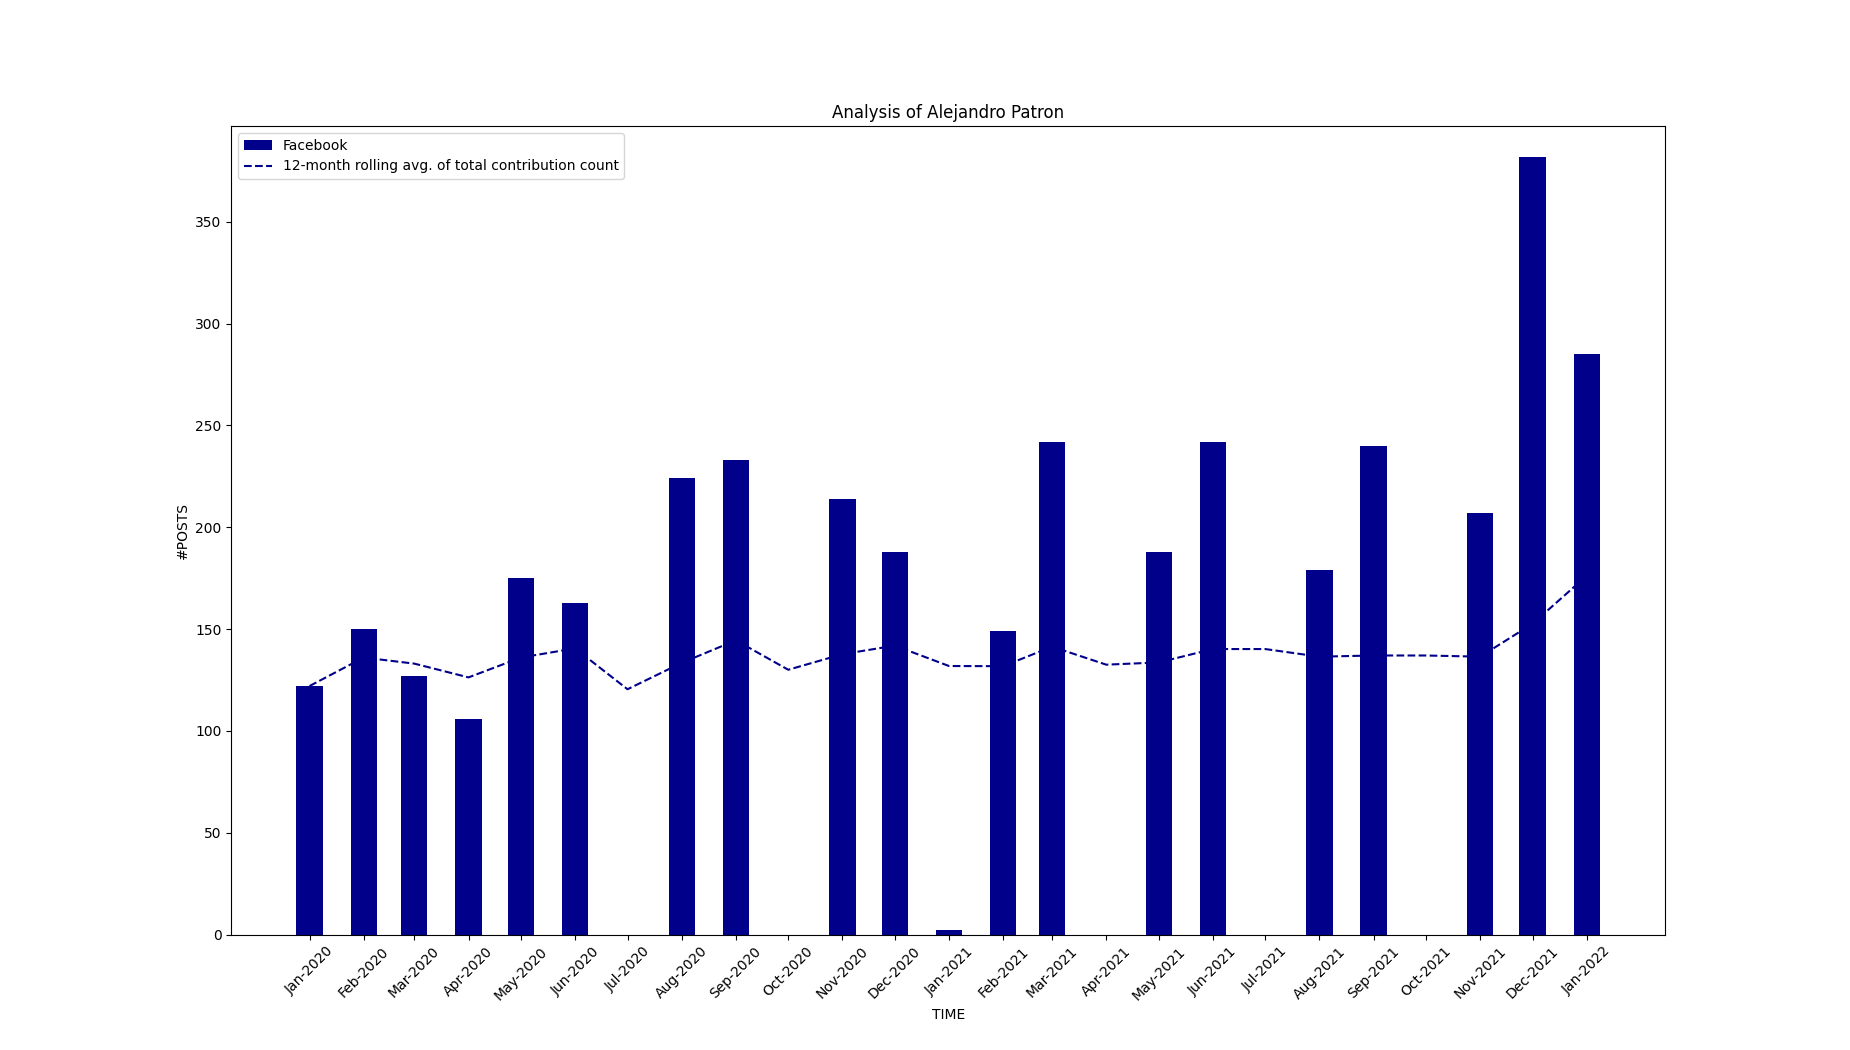 Analysis of Alejandro Patron
Facebook
12-month rolling avg. of total contribution count
350
300
250
200
150
100
50
0
#POSTS
Jan-2020
Feb-2020
Mar-2020
Apr-2020
May-2020
Jun-2020
Jul-2020
Aug-2020
Sep-2020
Oct-2020
Nov-2020
Dec-2020
Jan-2021
Feb-2021
Mar-2021
Apr-2021
May-2021
Jun-2021
Jul-2021
Aug-2021
Sep-2021
Oct-2021
Nov-2021
Dec-2021
Jan-2022
TIME